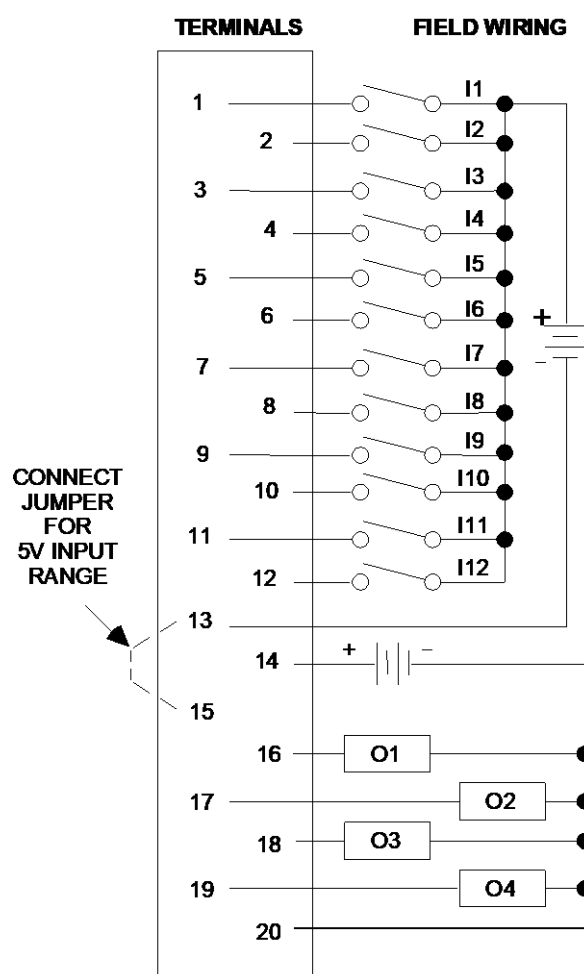 TERMINALS FIELD WIRING
1 I1
2 I2
3 I3
4 I4
5 I5
6 I6
+
7 I7
-
8 I8
9 I9
CONNECT
JUMPER
FOR
5V INPUT
RANGE
10 I10
11 I11
12 I12
13
14 + -
15
16 O1
17 O2
18 O3
19 O4
20